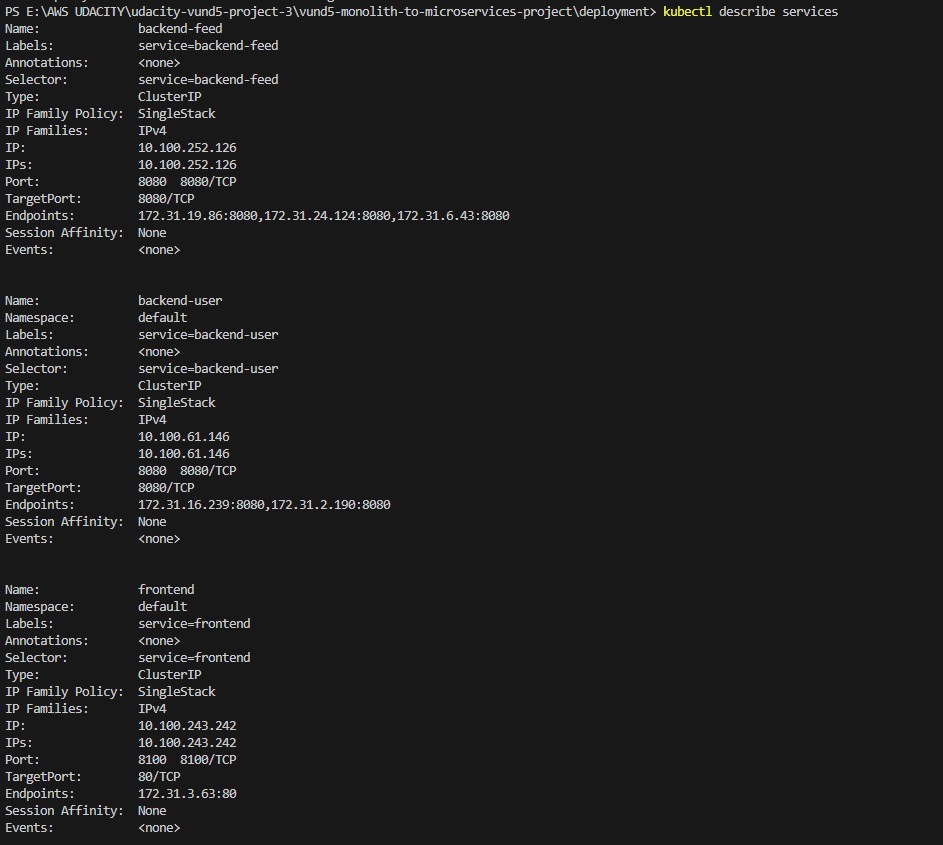 PS E:\AWS UDACITY\udacity-vund5-project-3\vund5-monolith-to-microservices-project\deployment> kubectl describe services
Name:              backend-feed
Labels:            service=backend-feed
Annotations:       <none>
Selector:          service=backend-feed
Type:              ClusterIP
IP Family Policy:  SingleStack
IP Families:       IPv4
IP:                10.100.252.126
IPs:               10.100.252.126
Port:              8080  8080/TCP
TargetPort:        8080/TCP
Endpoints:         172.31.19.86:8080,172.31.24.124:8080,172.31.6.43:8080
Session Affinity:  None
Events:            <none>
Name:              backend-user
Namespace:         default
Labels:            service=backend-user
Annotations:       <none>
Selector:          service=backend-user
Type:              ClusterIP
IP Family Policy:  SingleStack
IP Families:       IPv4
IP:                10.100.61.146
IPs:               10.100.61.146
Port:              8080  8080/TCP
TargetPort:        8080/TCP
Endpoints:         172.31.16.239:8080,172.31.2.190:8080
Session Affinity:  None
Events:            <none>
Name:              frontend
Namespace:         default
Labels:            service=frontend
Annotations:       <none>
Selector:          service=frontend
Type:              ClusterIP
IP Family Policy:  SingleStack
IP Families:       IPv4
IP:                10.100.243.242
IPs:               10.100.243.242
Port:              8100  8100/TCP
TargetPort:        80/TCP
Endpoints:         172.31.3.63:80
Session Affinity:  None
Events:            <none>